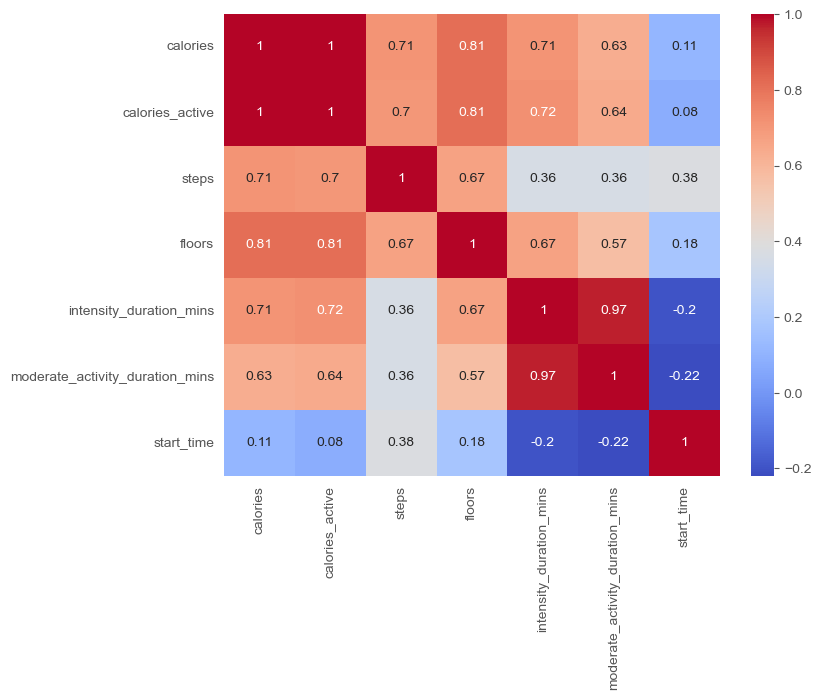 calories 1 1 0.71 0.81 0.71 0.63 0.11
calories_active 1 1 0.7 0.81 0.72 0.64 0.08
steps 0.71 0.7 1 0.67 0.36 0.36 0.38
floors 0.81 0.81 0.67 1 0.67 0.57 0.18
intensity_duration_mins 0.71 0.72 0.36 0.67 1 0.97 -0.2
moderate_activity_duration_mins 0.63 0.64 0.36 0.57 0.97 1 -0.22
start_time 0.11 0.08 0.38 0.18 -0.2 -0.22 1
calories
calories_active
steps
floors
intensity_duration_mins
moderate_activity_duration_mins
start_time
1.0
0.8
0.6
0.4
0.2
0.0
−0.2